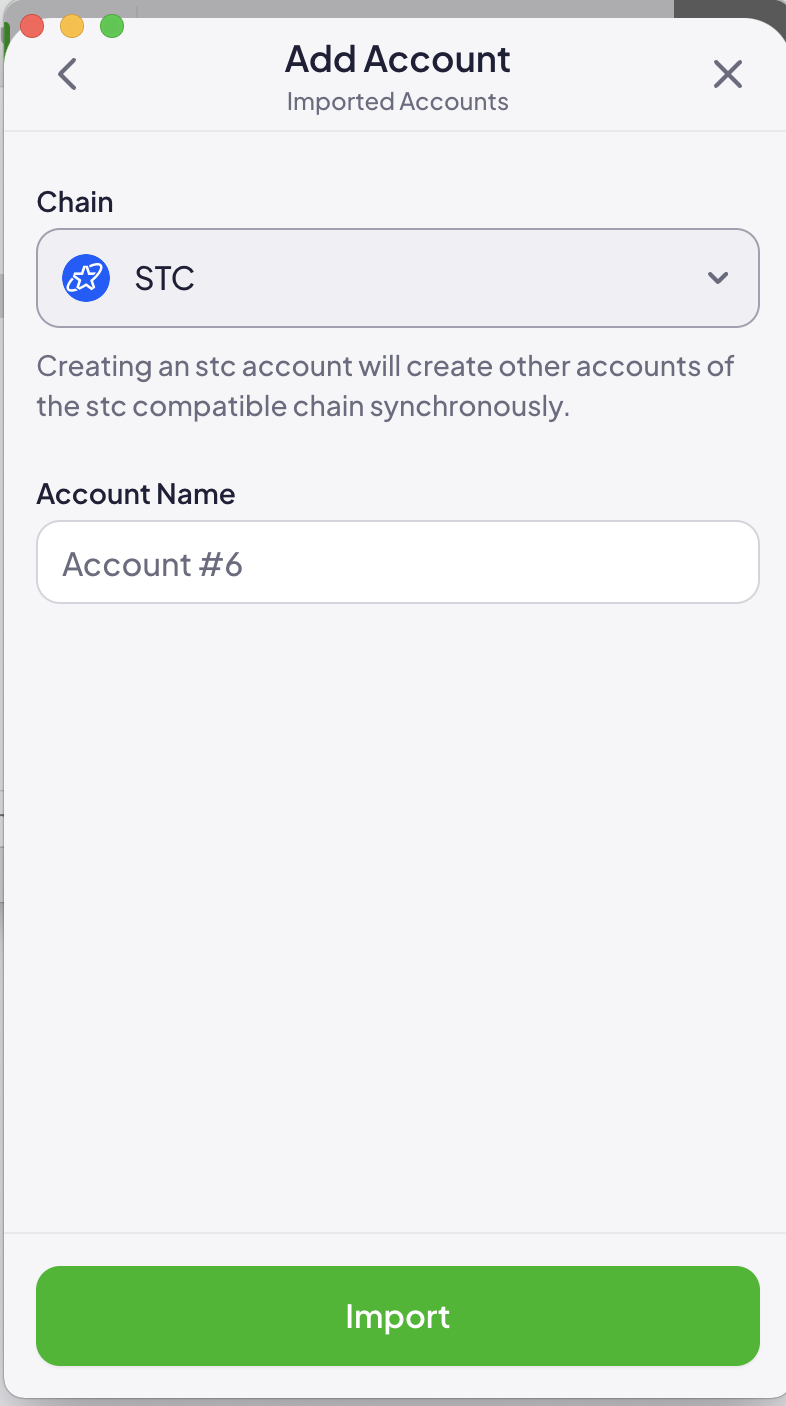 Add Account
Imported Accounts
Chain
STC
Creating an stc account will create other accounts of
the stc compatible chain synchronously.
Account Name
Account #6
Import